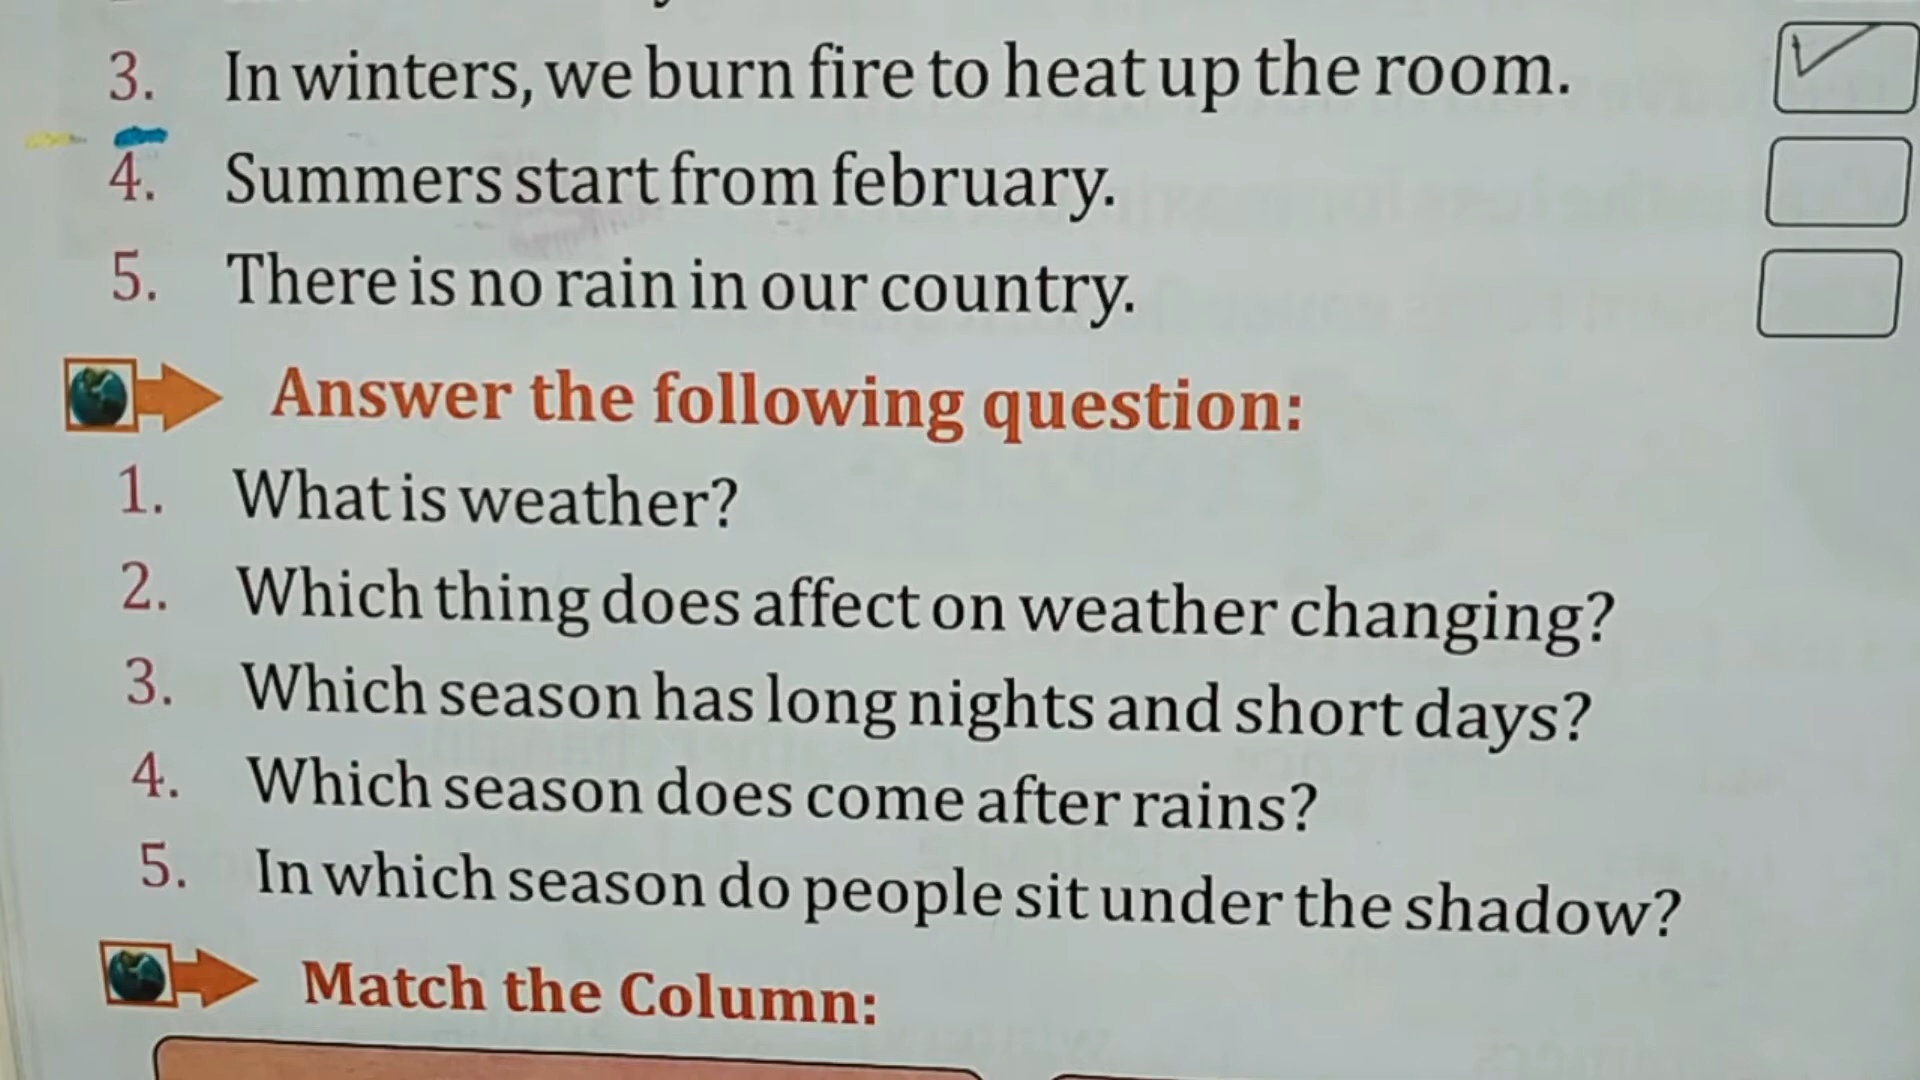 3. In winters, we burn fire to heat up the room.
4. Summers start from february.
5. There is no rain in our country.
Answer the following question:
1. What is weather?
2. Which thing does affect on weather changing?
3. Which season has long nights and short days?
4. Which season does come after rains?
5. In which season do people sit under the shadow?
Match the Column: